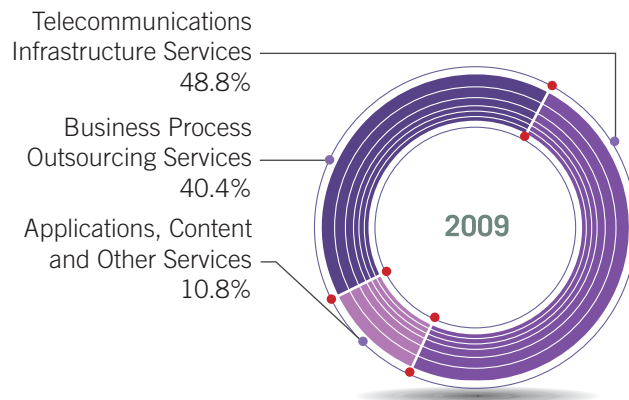 Telecommunications
Infrastructure Services
48.8%
Business Process
Outsourcing Services
40.4%
Applications, Content
and Other Services
10.8%
2009